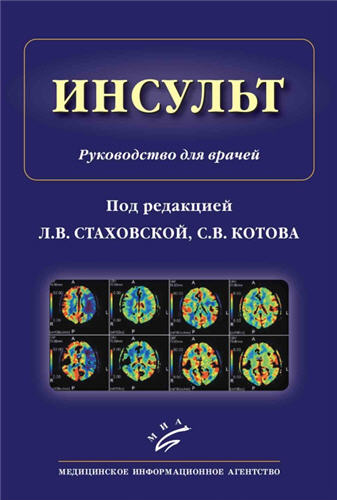 ИНСУЛЬТ
Руководство для врачей
Под редакцией
Л.В. СТАХОВСКОЙ, С.В. КОТОВА
МИА
МЕДИЦИНСКОЕ ИНФОРМАЦИОННОЕ АГЕНТСТВО